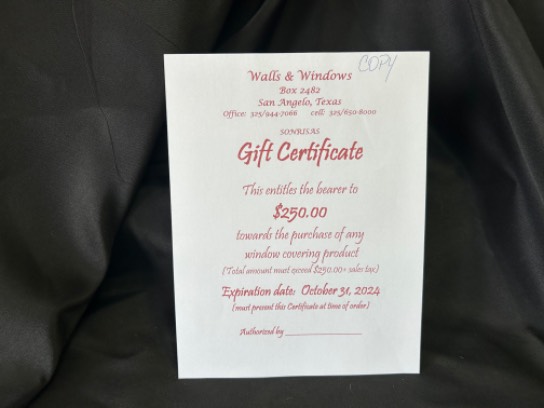 COPY
Walls & Windows
Box 2482
San Angelo, Texas
Office: 325/944-7066 cell: 325/650-6000
SONRISAS
Gift Certificate
This entitles the bearer to
$250.00
towards the purchase of any
window covering product
(Total amount must exceed $250.00+ sales tax)
Expiration date: October 31, 2024
(must present this Certificate at time of order)
Authorized by